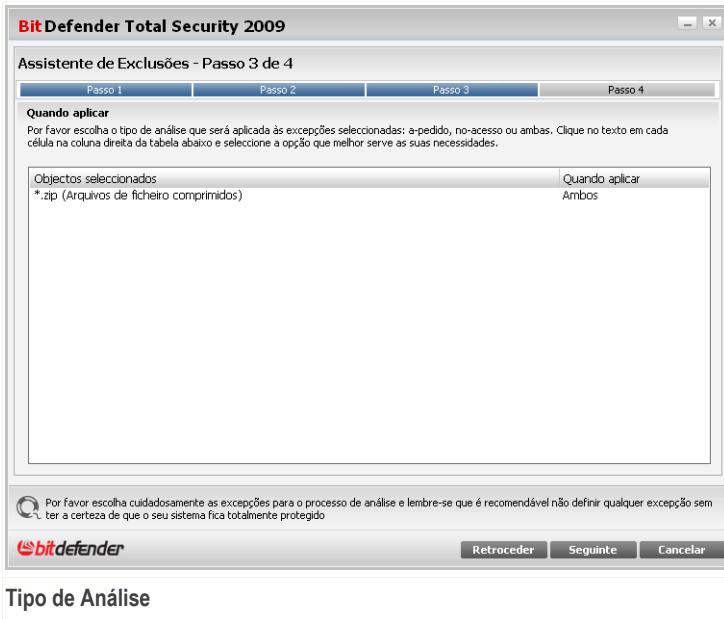 BitDefender Total Security 2009
Assistente de Exclusões - Passo 3 de 4
Passo 1
Passo 2
Passo 3
Passo 4
Quando aplicar
Por favor escolha o tipo de análise que será aplicada às excepções seleccionadas: a-pedido, no-acesso ou ambas. Clique no texto em cada
célula na coluna direita da tabela abaixo e seleccione a opção que melhor serve as suas necessidades.
Objectos seleccionados
Quando aplicar
*.zip (Arquivos de ficheiro comprimidos)
Ambos
Por favor escolha cuidadosamente as excepções para o processo de análise e lembre-se que é recomendável não definir qualquer excepção sem
ter a certeza de que o seu sistema fica totalmente protegido
bitdefender
Retroceder
Seguinte
Cancelar
Tipo de Análise